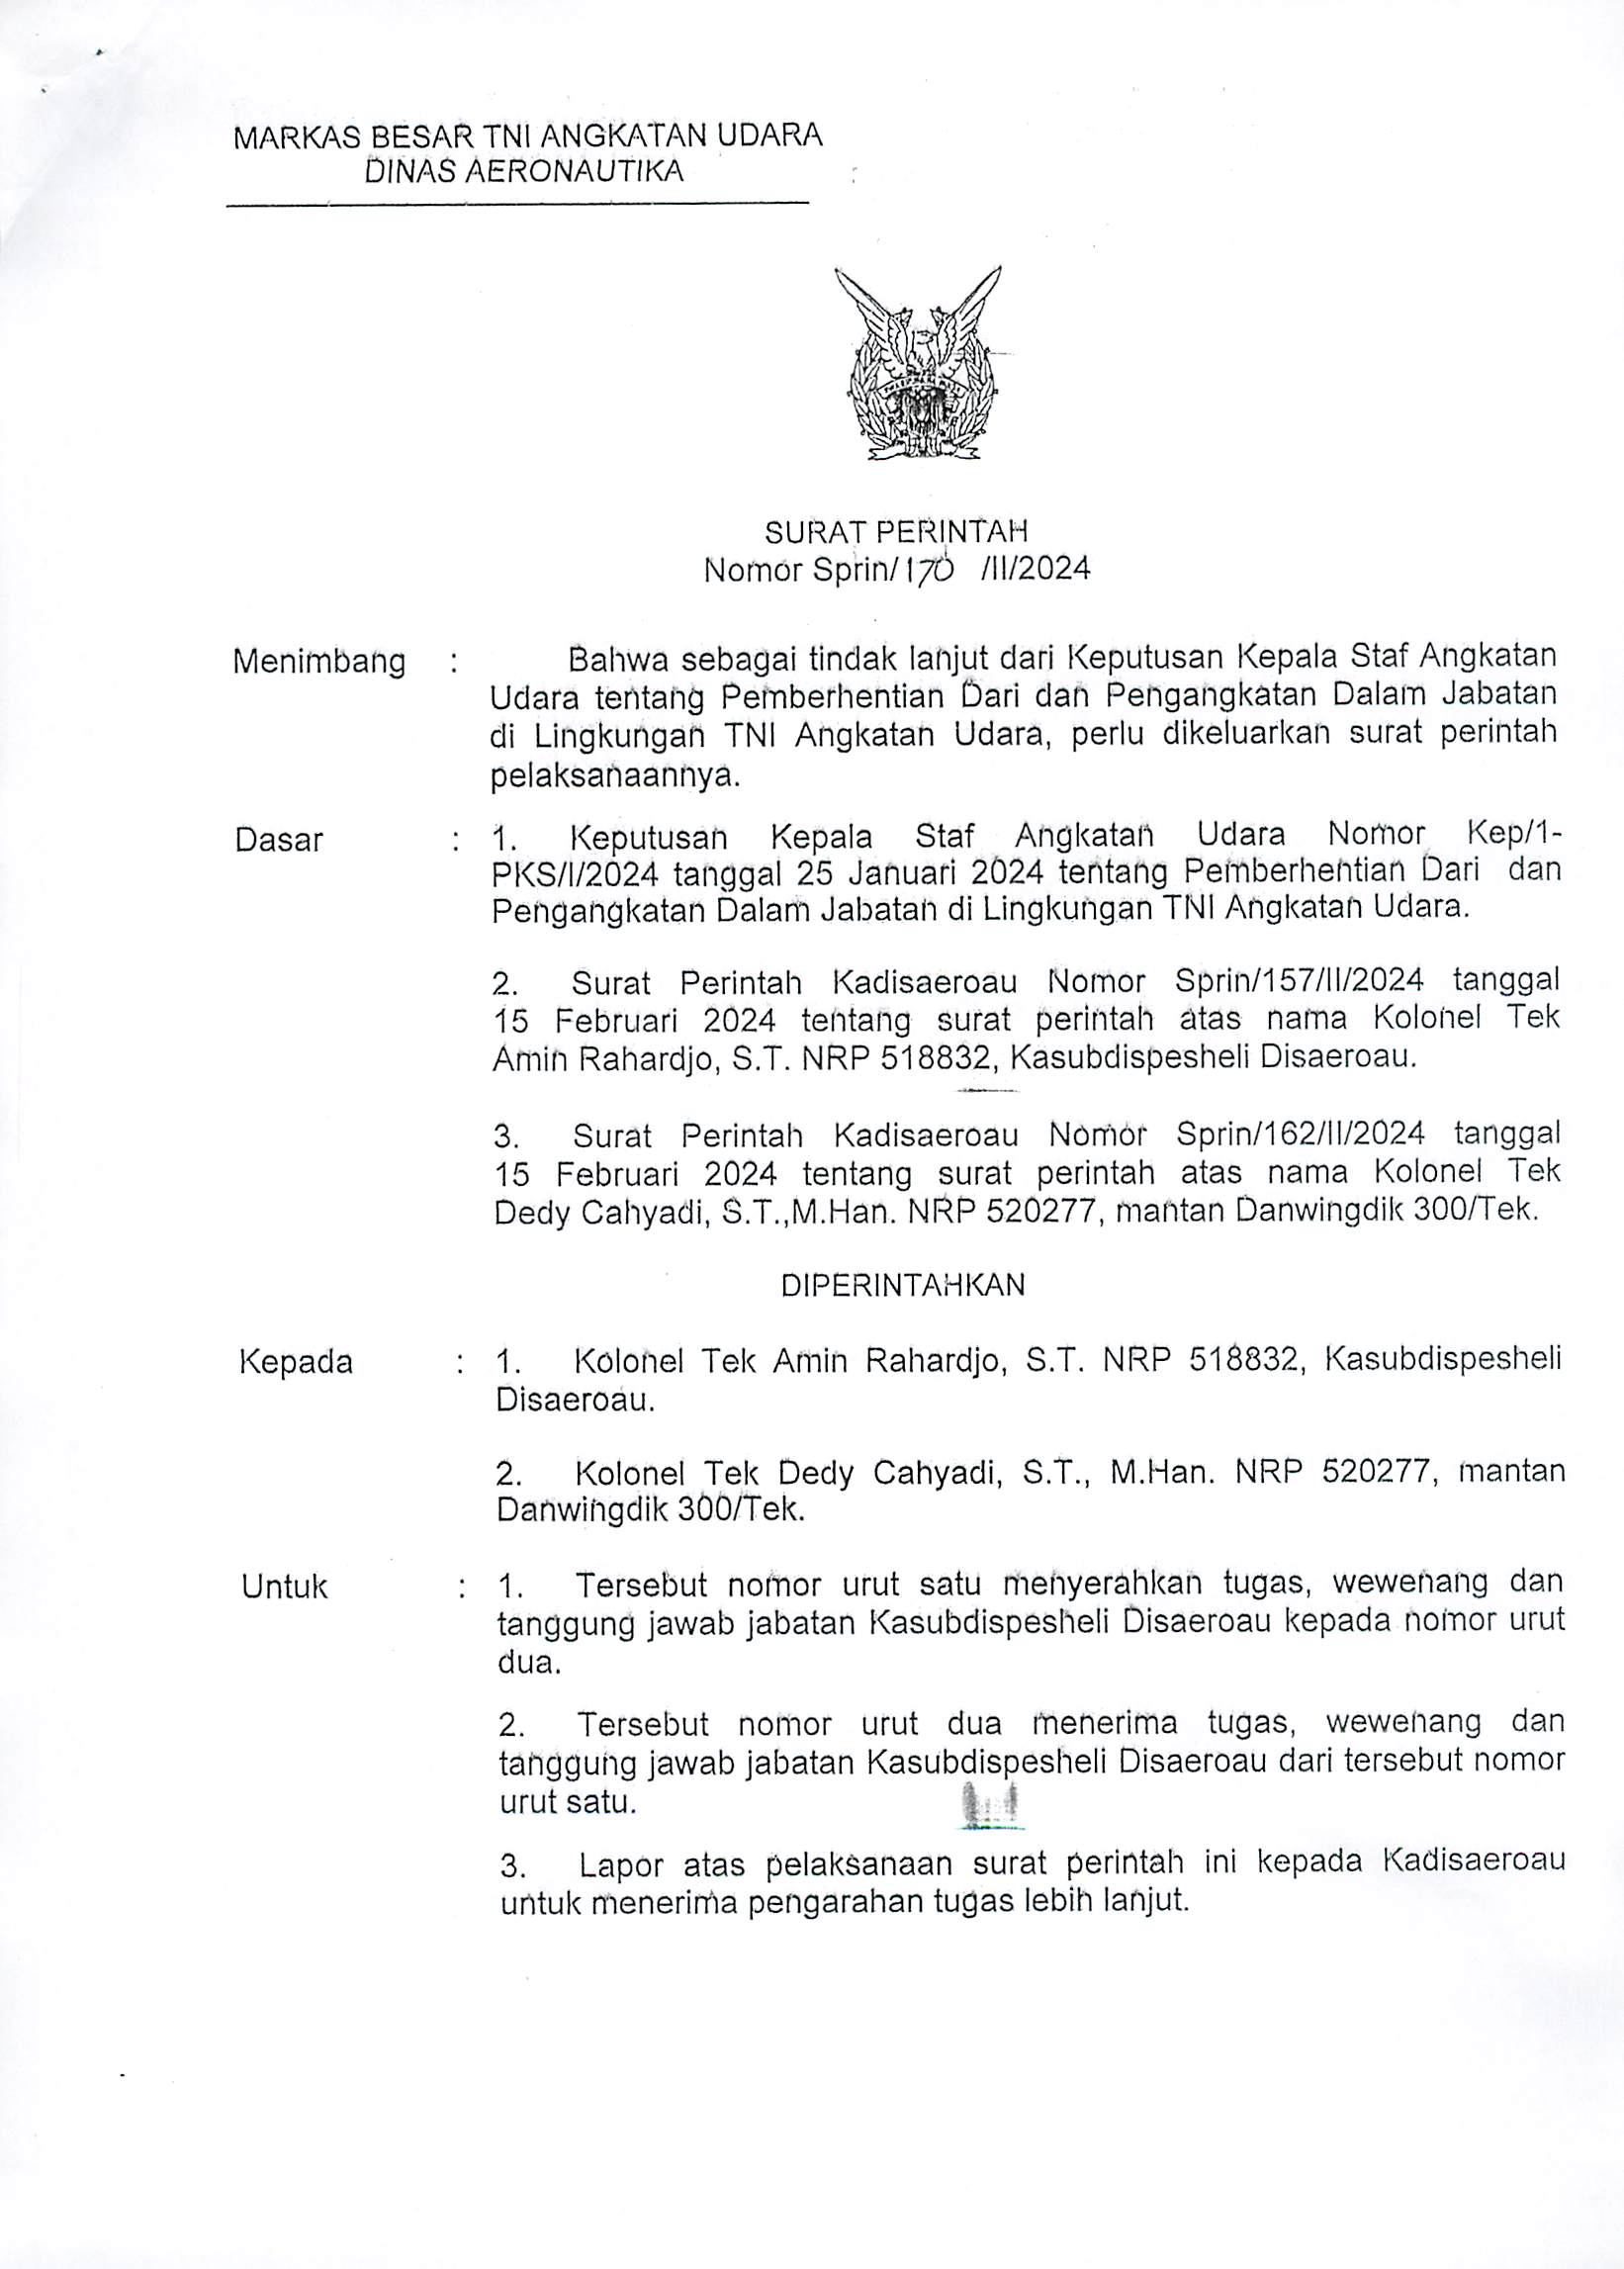 MARKAS BESAR TNI ANGKATAN UDARA
DINAS AERONAUTIKA
SURAT PERINTAH
Nomor Sprin/170 /II/2024
Menimbang : Bahwa sebagai tindak lanjut dari Keputusan Kepala Staf Angkatan
Udara tentang Pemberhentian Dari dan Pengangkatan Dalam Jabatan
di Lingkungan TNI Angkatan Udara, perlu dikeluarkan surat perintah
pelaksanaannya.
Dasar : 1. Keputusan Kepala Staf Angkatan Udara Nomor Kep/1-
PKS/I/2024 tanggal 25 Januari 2024 tentang Pemberhentian Dari dan
Pengangkatan Dalam Jabatan di Lingkungan TNI Angkatan Udara.
2. Surat Perintah Kadisaeroau Nomor Sprin/157/II/2024 tanggal
15 Februari 2024 tentang surat perintah atas nama Kolonel Tek
Amin Rahardjo, S.T. NRP 518832, Kasubdispesheli Disaeroau.
3. Surat Perintah Kadisaeroau Nomor Sprin/162/II/2024 tanggal
15 Februari 2024 tentang surat perintah atas nama Kolonel Tek
Dedy Cahyadi, S.T.,M.Han. NRP 520277, mantan Danwingdik 300/Tek.
DIPERINTAHKAN
Kepada : 1. Kolonel Tek Amin Rahardjo, S.T. NRP 518832, Kasubdispesheli
Disaeroau.
2. Kolonel Tek Dedy Cahyadi, S.T., M.Han. NRP 520277, mantan
Danwingdik 300/Tek.
Untuk : 1. Tersebut nomor urut satu menyerahkan tugas, wewenang dan
tanggung jawab jabatan Kasubdispesheli Disaeroau kepada nomor urut
dua.
2. Tersebut nomor urut dua menerima tugas, wewenang dan
tanggung jawab jabatan Kasubdispesheli Disaeroau dari tersebut nomor
urut satu.
3. Lapor atas pelaksanaan surat perintah ini kepada Kadisaeroau
untuk menerima pengarahan tugas lebih lanjut.